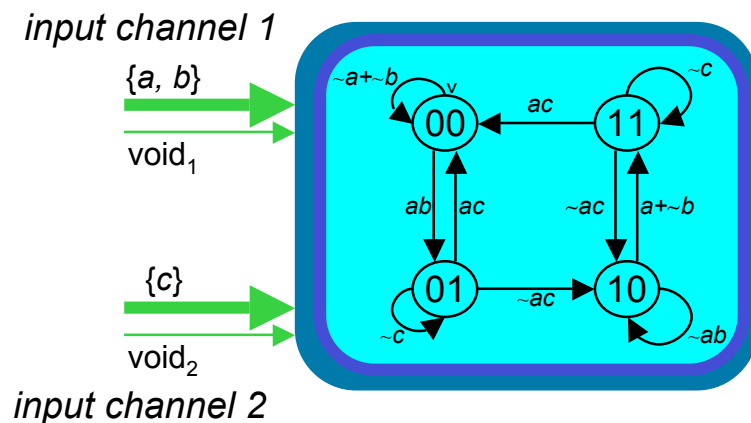 input channel 1
{a, b}
void₁
~a+~b
v
00
ac
11
~c
ab
ac
~ac
a+~b
{c}
01
~ac
10
~c
~ab
void₂
input channel 2